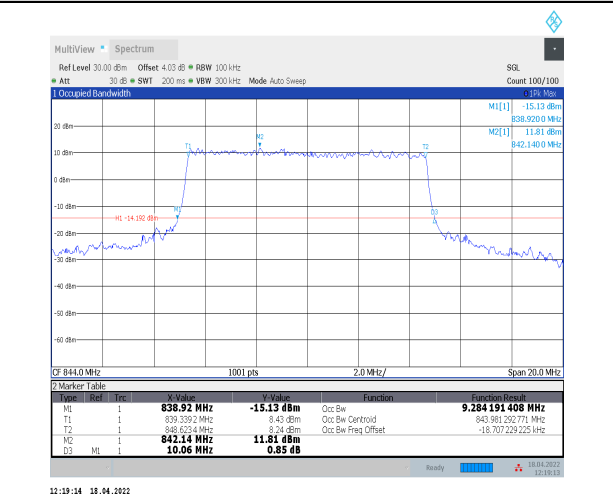 MultiView Spectrum
Ref Level 30.00 dBm Offset 4.03 dB RBW 100 kHz SGL
Att 30 dB SWT 200 ms VBW 300 kHz Mode Auto Sweep Count 100/100
1 Occupied Bandwidth 1Pk Max
M1[1] -15.13 dBm
838.920 0 MHz
M2[1] 11.81 dBm
842.140 0 MHz
20 dBm
M2
T1
T2
10 dBm
0 dBm
-10 dBm
M1
D3
H1 -14.192 dBm
-20 dBm
-30 dBm
-40 dBm
-50 dBm
-60 dBm
CF 844.0 MHz 1001 pts 2.0 MHz/ Span 20.0 MHz
2 Marker Table
Type Ref Trc X-Value Y-Value Function Function Result
M1 1 838.92 MHz -15.13 dBm Occ Bw 9.284 191 408 MHz
T1 1 839.339 2 MHz 8.43 dBm Occ Bw Centroid 843.981 292 771 MHz
T2 1 848.623 4 MHz 8.24 dBm Occ Bw Freq Offset -18.707 229 225 kHz
M2 1 842.14 MHz 11.81 dBm
D3 M1 1 10.06 MHz 0.85 dB
Ready 18.04.2022
12:19:13
12:19:14 18.04.2022